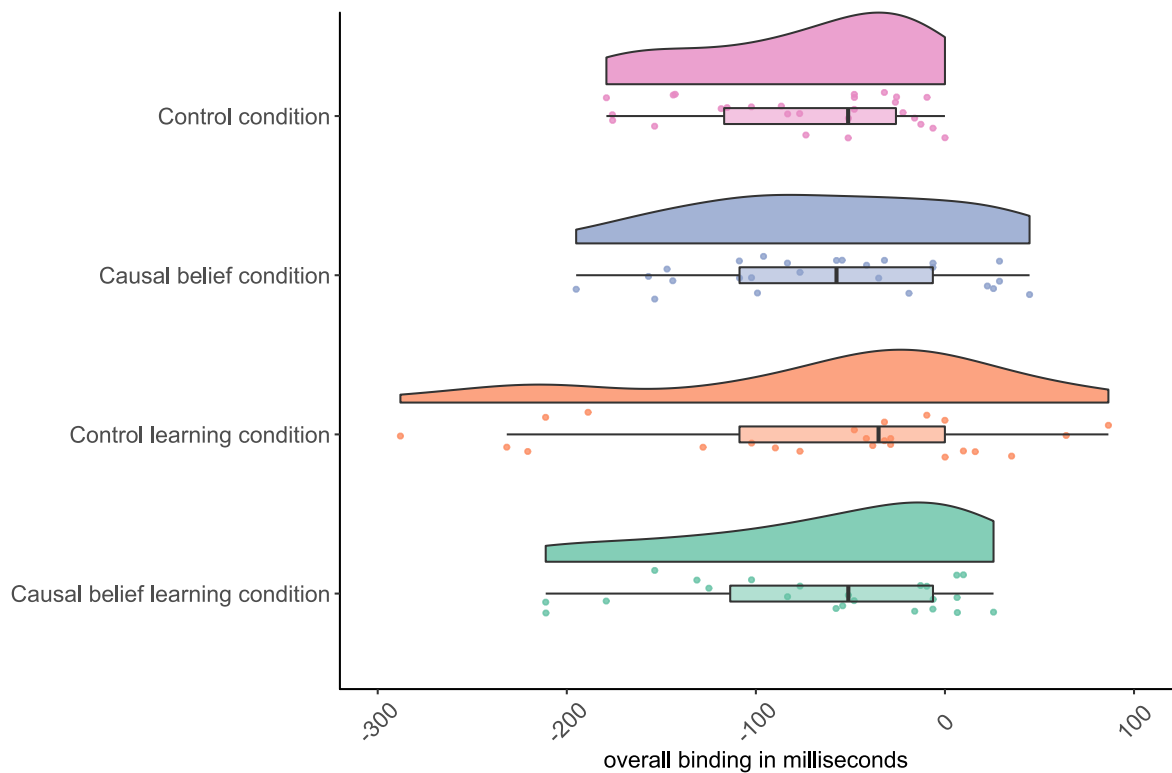 Control condition
Causal belief condition
Control learning condition
Causal belief learning condition
-300
-200
-100
0
100
overall binding in milliseconds